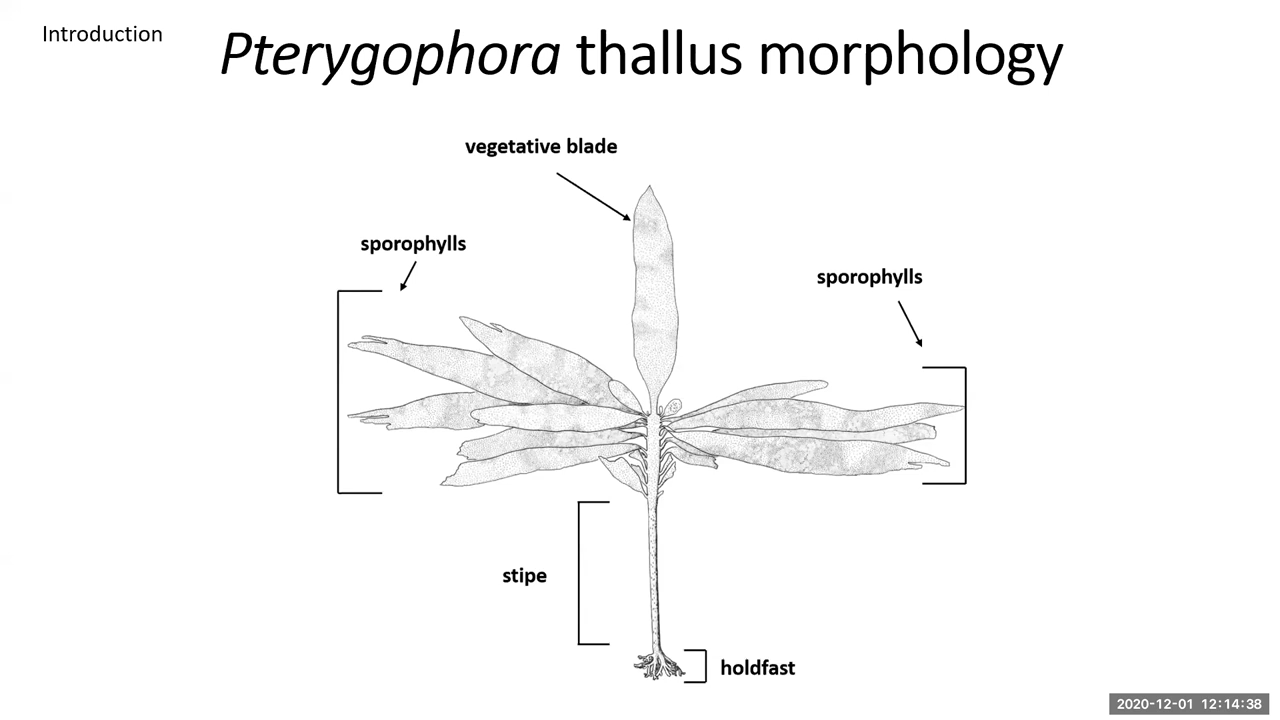 Introduction
Pterygophora thallus morphology
vegetative blade
sporophylls
sporophylls
stipe
holdfast
2020-12-01 12:14:38